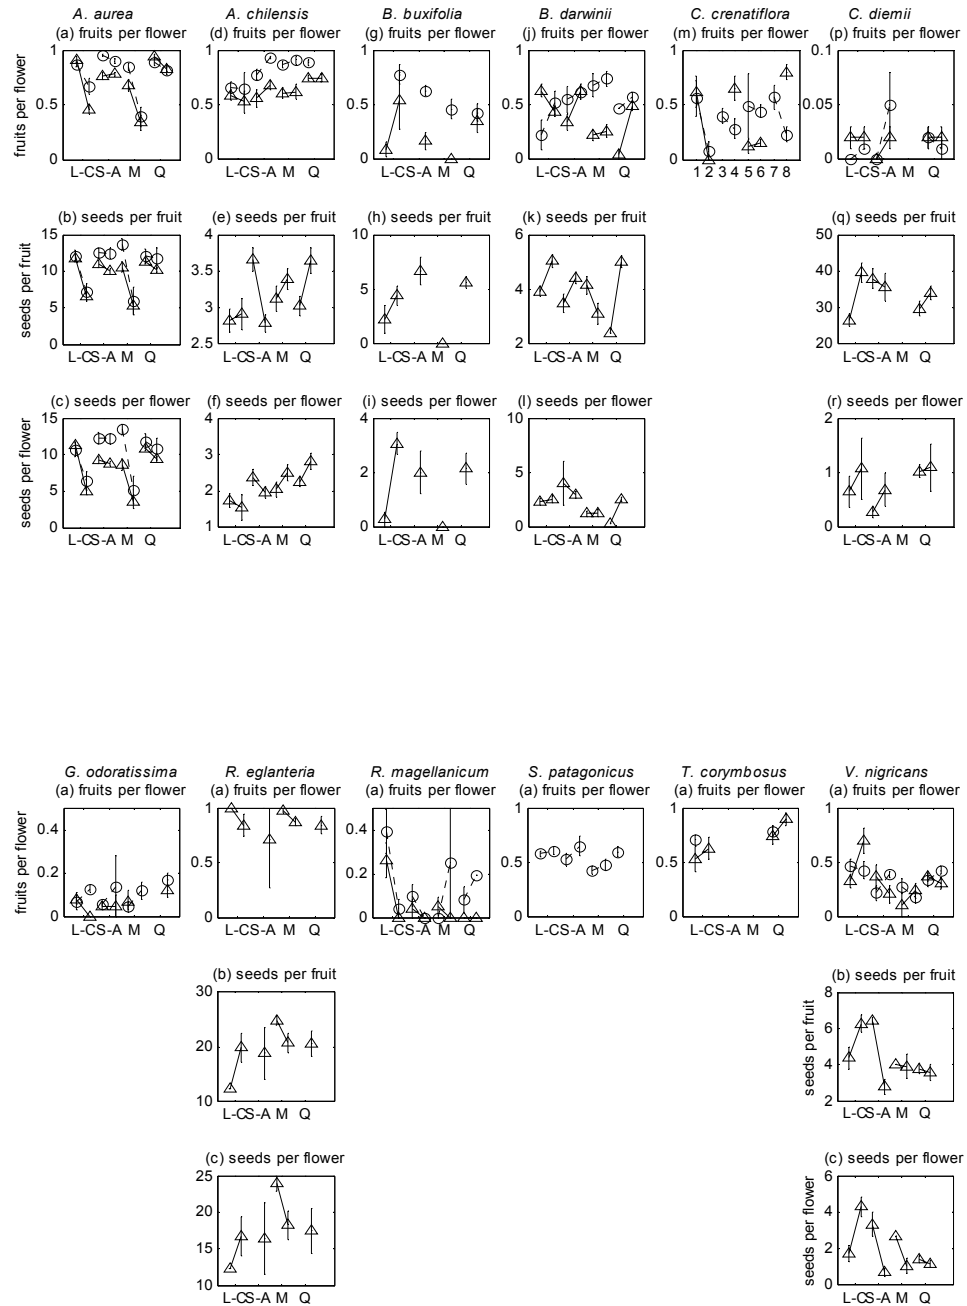 A. aurea A. chilensis B. buxifolia B. darwinii C. crenatiflora C. diemii
(a) fruits per flower (d) fruits per flower (g) fruits per flower (j) fruits per flower (m) fruits per flower (p) fruits per flower
fruits per flower
1 0.5 0
1 0.5 0
1 0.5 0
1 0.5 0
1 0.5 0
0.1 0.05 0
L-CS-A M Q L-CS-A M Q L-CS-A M Q L-CS-A M Q 1 2 3 4 5 6 7 8 L-CS-A M Q
(b) seeds per fruit (e) seeds per fruit (h) seeds per fruit (k) seeds per fruit (q) seeds per fruit
seeds per fruit
15 10 5 0
4 3.5 3 2.5
10 5 0
6 4 2
50 40 30 20
L-CS-A M Q L-CS-A M Q L-CS-A M Q L-CS-A M Q L-CS-A M Q
(c) seeds per flower (f) seeds per flower (i) seeds per flower (l) seeds per flower (r) seeds per flower
seeds per flower
15 10 5 0
4 3 2 1
4 2 0
10 5 0
2 1 0
L-CS-A M Q L-CS-A M Q L-CS-A M Q L-CS-A M Q L-CS-A M Q
G. odoratissima R. eglanteria R. magellanicum S. patagonicus T. corymbosus V. nigricans
(a) fruits per flower (a) fruits per flower (a) fruits per flower (a) fruits per flower (a) fruits per flower (a) fruits per flower
fruits per flower
0.4 0.2 0
1 0.5 0
0.4 0.2 0
1 0.5 0
1 0.5 0
1 0.5 0
L-CS-A M Q L-CS-A M Q L-CS-A M Q L-CS-A M Q L-CS-A M Q L-CS-A M Q
(b) seeds per fruit (b) seeds per fruit
30 20 10
seeds per fruit
8 6 4 2
L-CS-A M Q L-CS-A M Q
(c) seeds per flower (c) seeds per flower
25 20 15 10
seeds per flower
6 4 2 0
L-CS-A M Q L-CS-A M Q